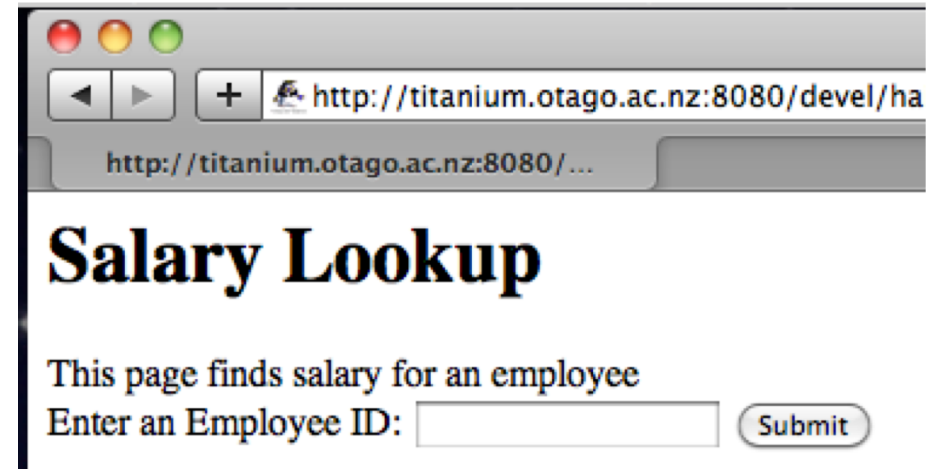 http://titanium.otago.ac.nz:8080/devel/ha
http://titanium.otago.ac.nz:8080/...
Salary Lookup
This page finds salary for an employee
Enter an Employee ID: Submit